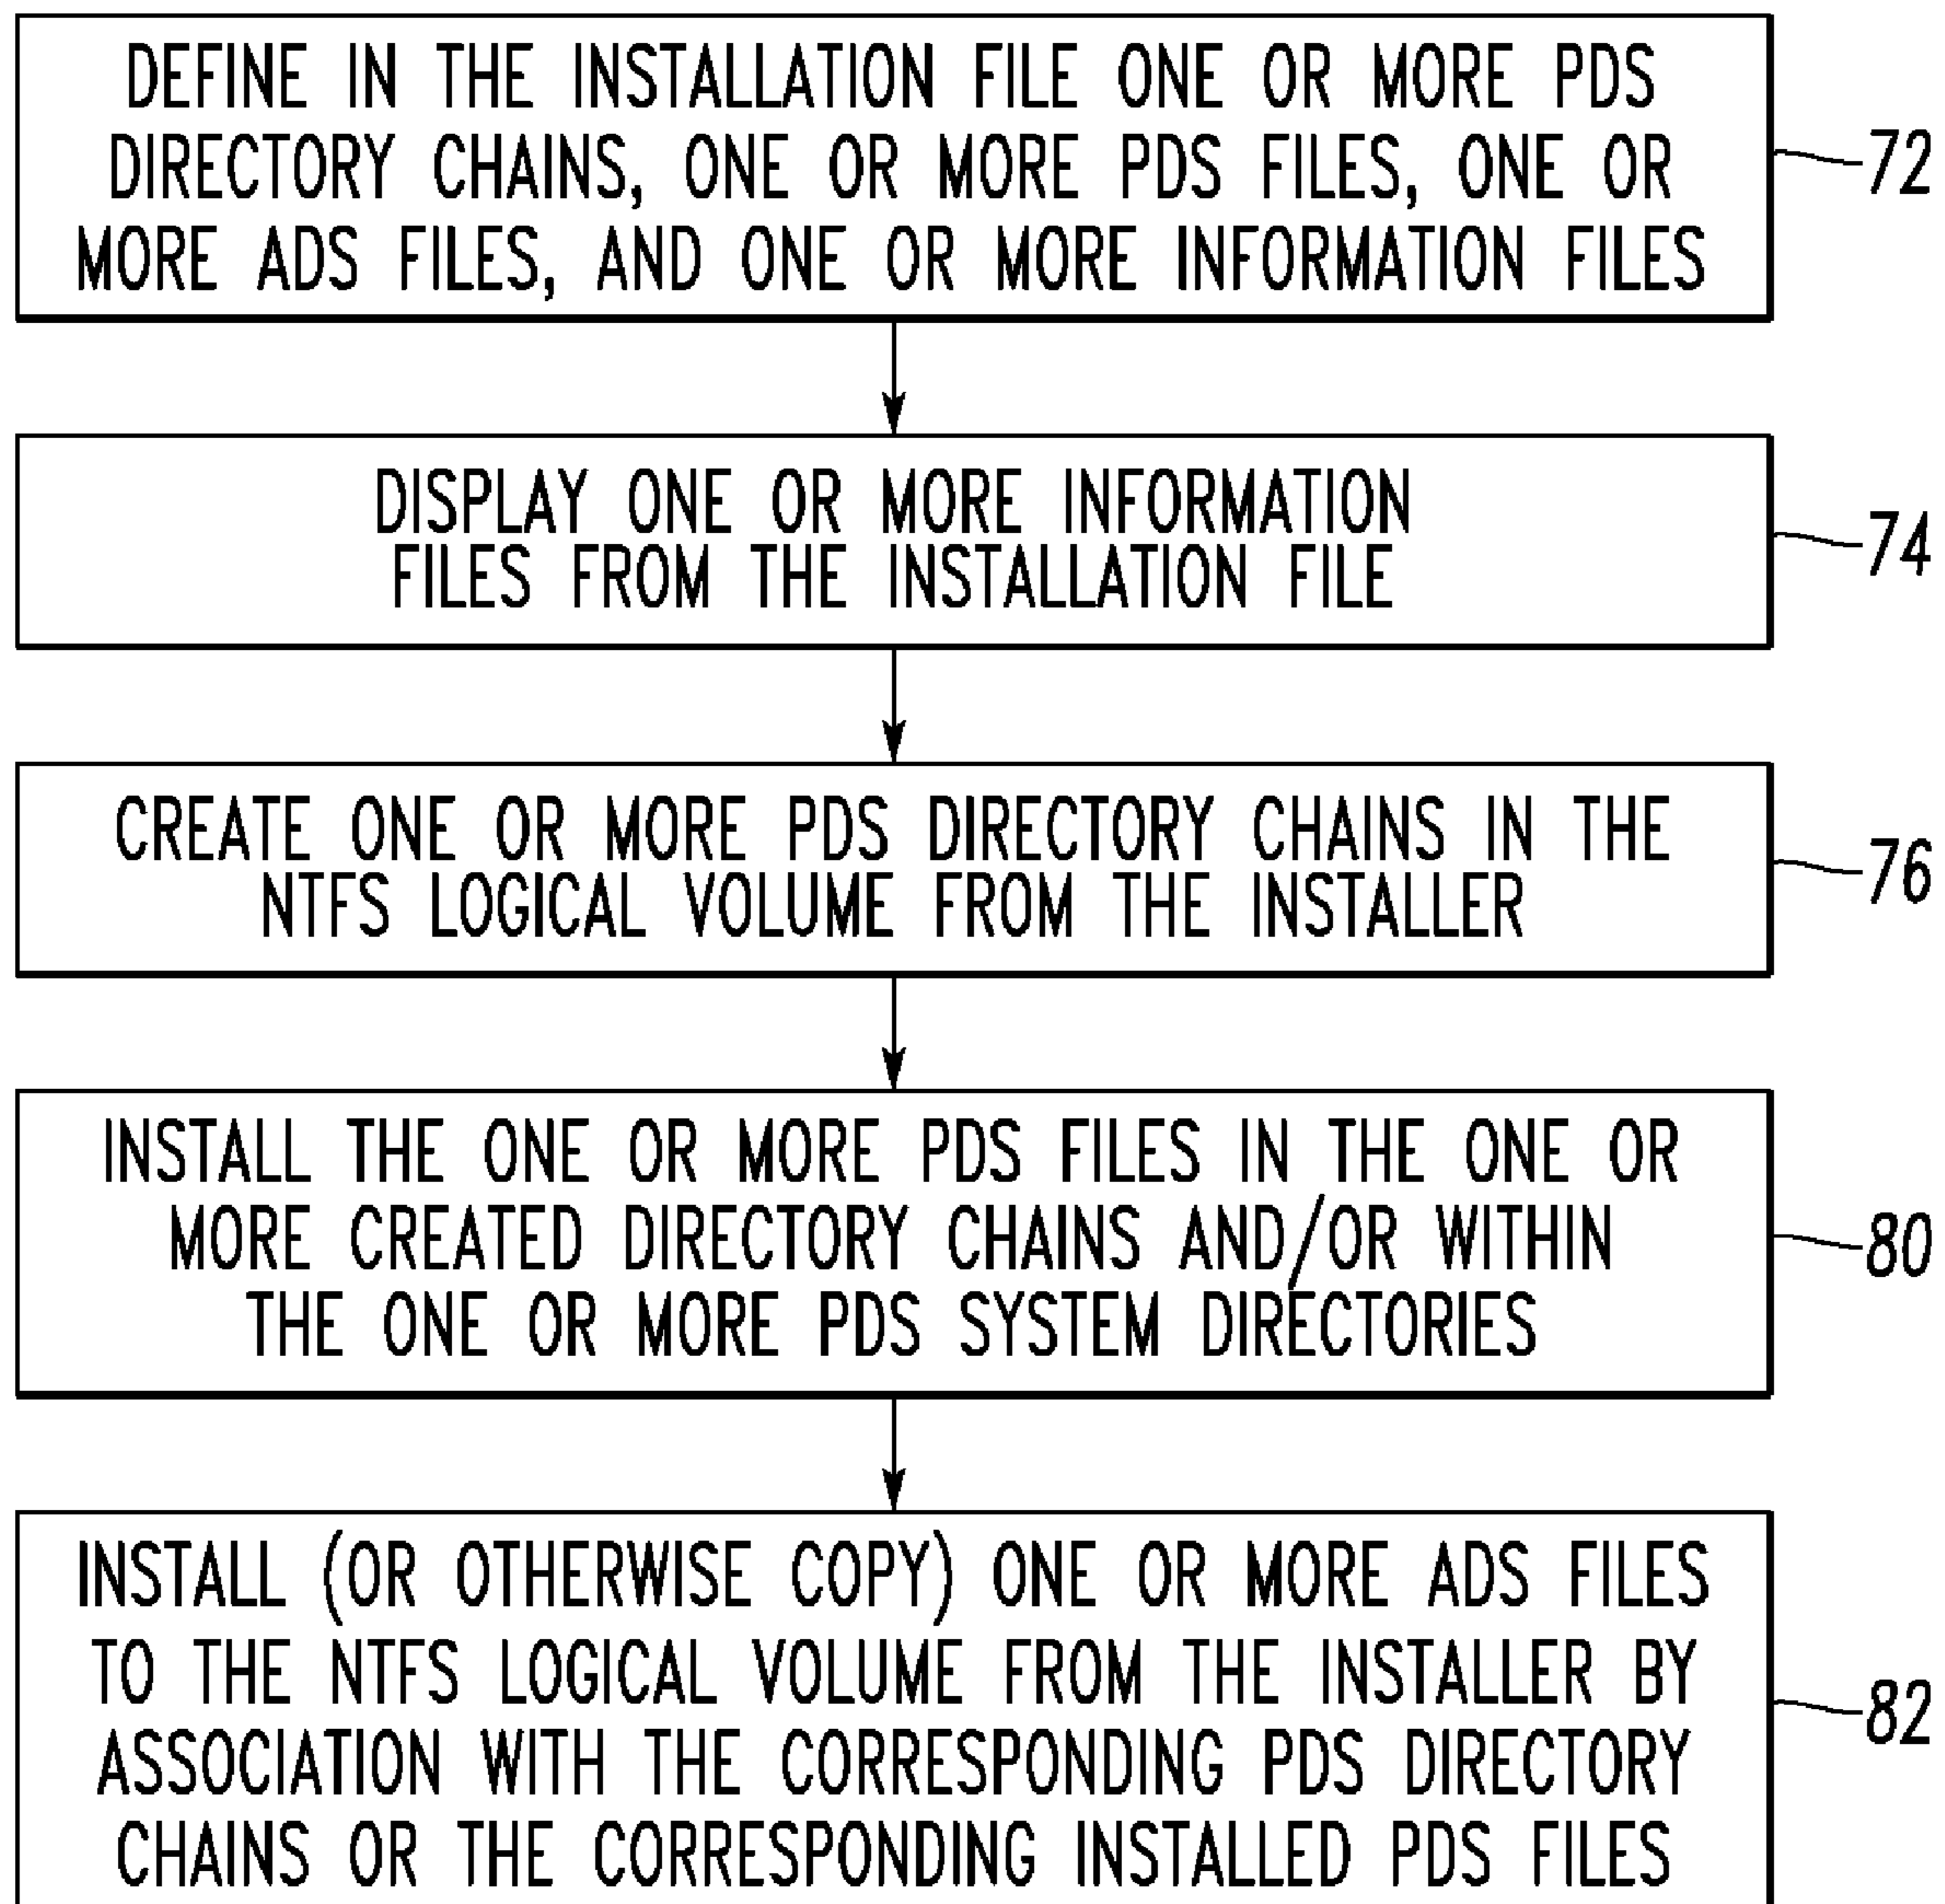 DEFINE IN THE INSTALLATION FILE ONE OR MORE PDS
DIRECTORY CHAINS, ONE OR MORE PDS FILES, ONE OR
MORE ADS FILES, AND ONE OR MORE INFORMATION FILES
72
DISPLAY ONE OR MORE INFORMATION
FILES FROM THE INSTALLATION FILE
74
CREATE ONE OR MORE PDS DIRECTORY CHAINS IN THE
NTFS LOGICAL VOLUME FROM THE INSTALLER
76
INSTALL THE ONE OR MORE PDS FILES IN THE ONE OR
MORE CREATED DIRECTORY CHAINS AND/OR WITHIN
THE ONE OR MORE PDS SYSTEM DIRECTORIES
80
INSTALL (OR OTHERWISE COPY) ONE OR MORE ADS FILES
TO THE NTFS LOGICAL VOLUME FROM THE INSTALLER BY
ASSOCIATION WITH THE CORRESPONDING PDS DIRECTORY
CHAINS OR THE CORRESPONDING INSTALLED PDS FILES
82